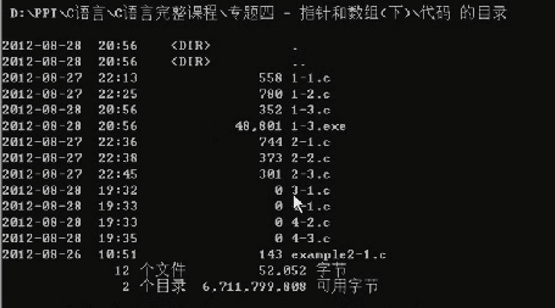 D:\PPT\C语言\C语言完整课程\专题四 - 指针和数组(下)\代码 的目录
2012-08-28 20:56 <DIR> .
2012-08-28 20:56 <DIR> ..
2012-08-27 22:13 558 1-1.c
2012-08-27 22:25 780 1-2.c
2012-08-28 20:56 352 1-3.c
2012-08-28 20:56 48,801 1-3.exe
2012-08-27 22:36 744 2-1.c
2012-08-27 22:38 373 2-2.c
2012-08-27 22:45 301 2-3.c
2012-08-28 19:32 0 3-1.c
2012-08-28 19:33 0
2012-08-28 19:33 0 4-2.c
2012-08-28 19:35 0 4-3.c
2012-08-26 10:51 143 example2-1.c
12 个文件 52,052 字节
2 个目录 6,711,799,808 可用字节